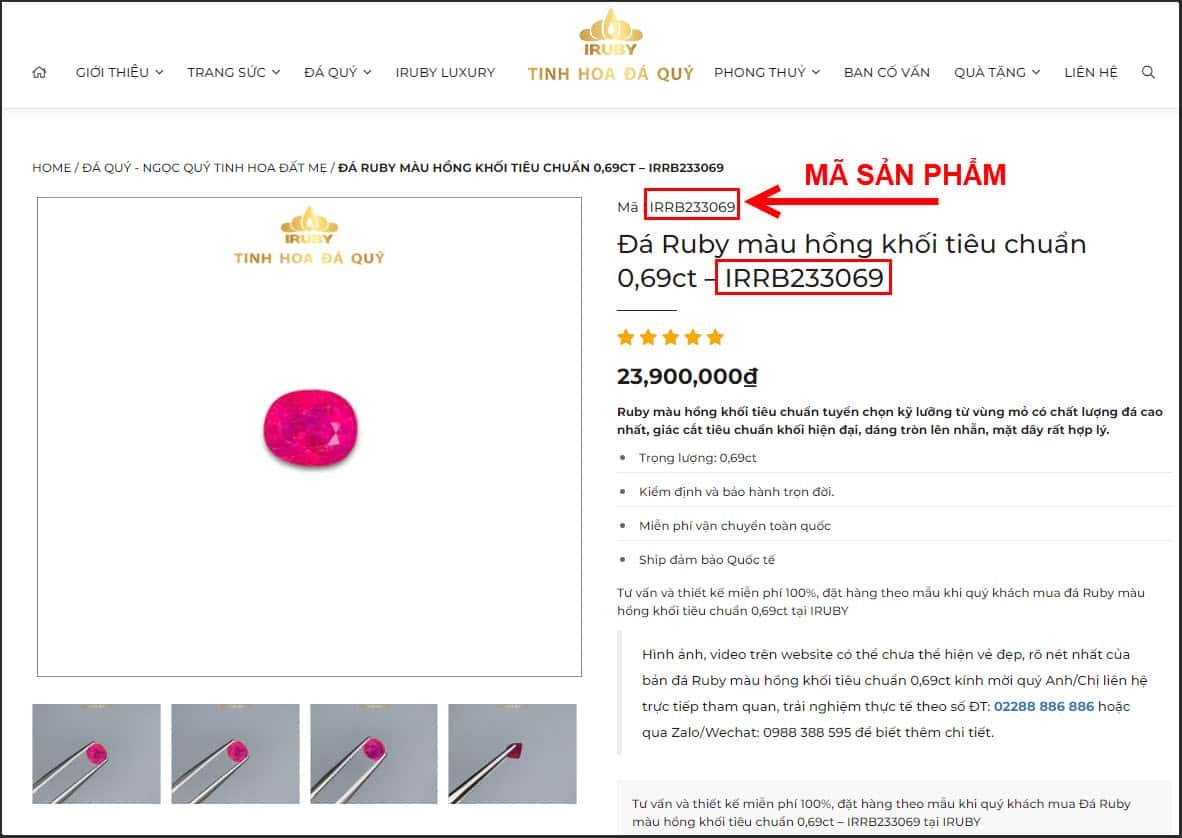 IRUBY
TINH HOA ĐÁ QUÝ
GIỚI THIỆU
TRANG SỨC
ĐÁ QUÝ
IRUBY LUXURY
PHONG THUỶ
BAN CỐ VẤN
QUÀ TẶNG
LIÊN HỆ
HOME / ĐÁ QUÝ - NGỌC QUÝ TINH HOA ĐẤT MẸ / ĐÁ RUBY MÀU HỒNG KHỐI TIÊU CHUẨN 0,69CT – IRRB233069
IRUBY
TINH HOA ĐÁ QUÝ
MÃ SẢN PHẨM
Mã : IRRB233069
Đá Ruby màu hồng khối tiêu chuẩn
0,69ct – IRRB233069
23,900,000₫
Ruby màu hồng khối tiêu chuẩn tuyển chọn kỹ lưỡng từ vùng mỏ có chất lượng đá cao
nhất, giác cắt tiêu chuẩn khối hiện đại, dáng tròn lên nhẫn, mặt dây rất hợp lý.
Trọng lượng: 0,69ct
Kiểm định và bảo hành trọn đời.
Miễn phí vận chuyển toàn quốc
Ship đảm bảo Quốc tế
Tư vấn và thiết kế miễn phí 100%, đặt hàng theo mẫu khi quý khách mua đá Ruby màu
hồng khối tiêu chuẩn 0,69ct tại IRUBY
Hình ảnh, video trên website có thể chưa thể hiện vẻ đẹp, rõ nét nhất của
bản đá Ruby màu hồng khối tiêu chuẩn 0,69ct kính mời quý Anh/Chị liên hệ
trực tiếp tham quan, trải nghiệm thực tế theo số ĐT: 02288 886 886 hoặc
qua Zalo/Wechat: 0988 388 595 để biết thêm chi tiết.
Tư vấn và thiết kế miễn phí 100%, đặt hàng theo mẫu khi quý khách mua Đá Ruby
màu hồng khối tiêu chuẩn 0,69ct – IRRB233069 tại IRUBY